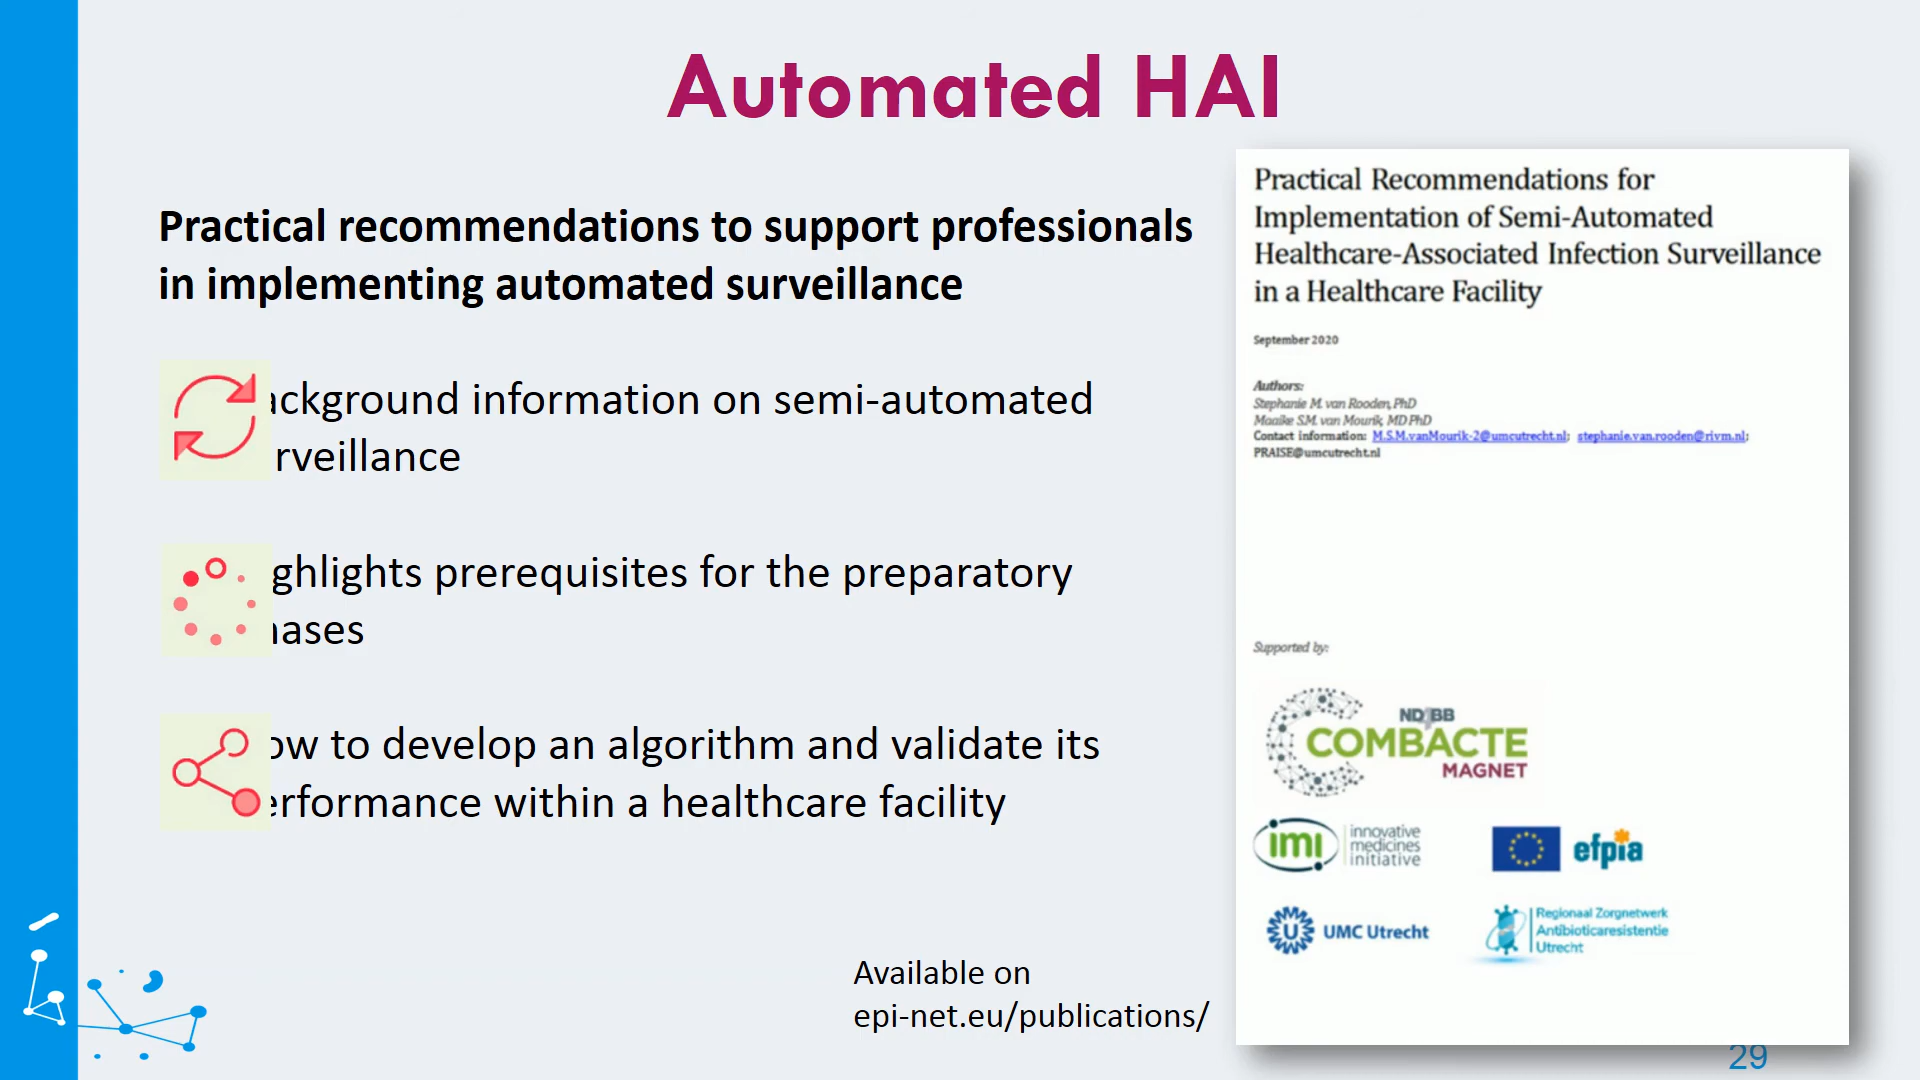 Automated HAI
Practical recommendations to support professionals
in implementing automated surveillance
ackground information on semi-automated
rveillance
ghlights prerequisites for the preparatory
ases
ow to develop an algorithm and validate its
erformance within a healthcare facility
Available on
epi-net.eu/publications/
Practical Recommendations for
Implementation of Semi-Automated
Healthcare-Associated Infection Surveillance
in a Healthcare Facility
September 2020
Authors:
Stephanie M. van Rooden, PhD
Maaike S.M. van Mourik, MD PhD
Contact information: M.S.M.vanMourik-2@umcutrecht.nl; stephanie.van.rooden@rivm.nl;
PRAISE@umcutrecht.nl
Supported by:
ND4BB
COMBACTE
MAGNET
imi innovative
medicines
initiative
efpia
U UMC Utrecht
Regionaal Zorgnetwerk
Antibioticaresistentie
Utrecht
29